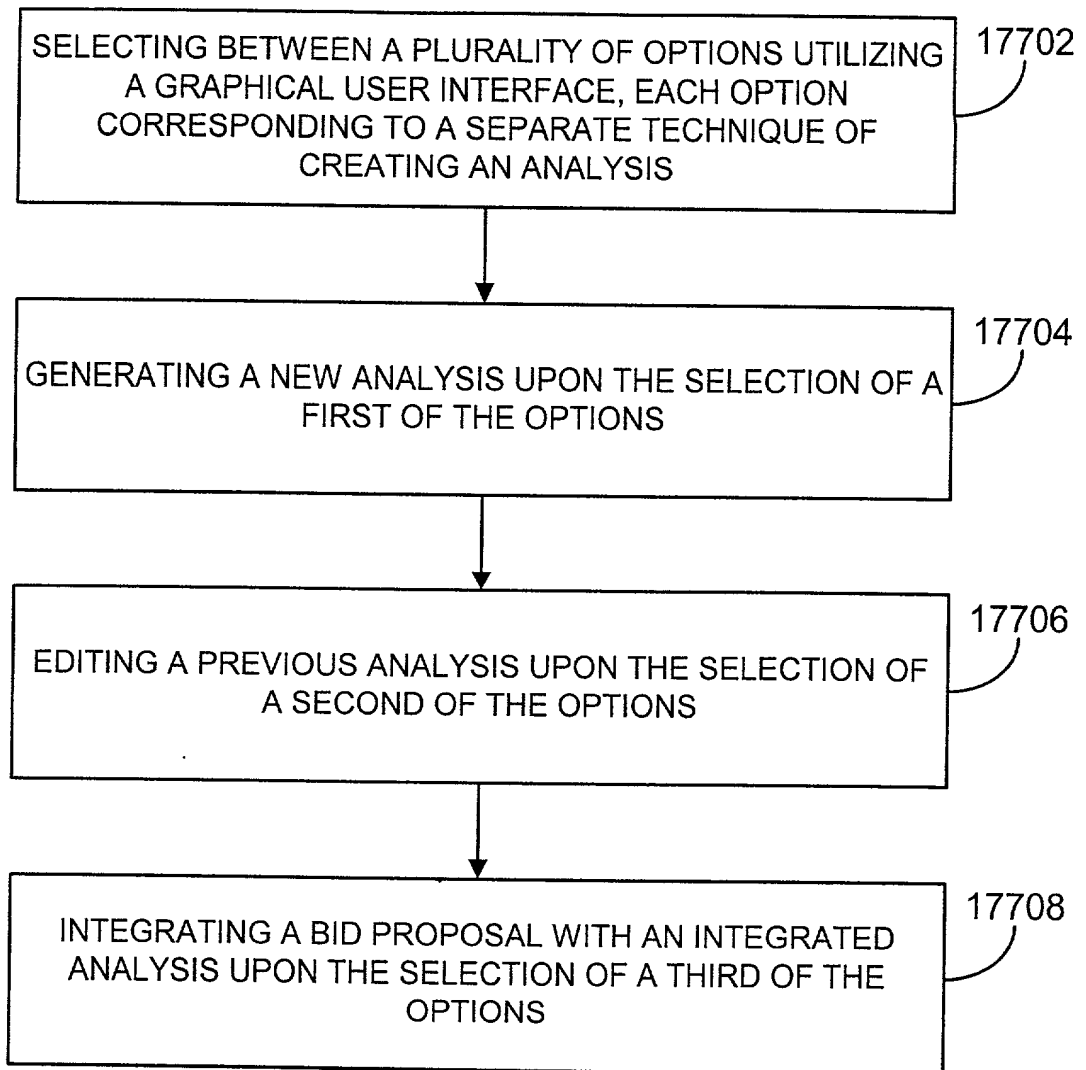 SELECTING BETWEEN A PLURALITY OF OPTIONS UTILIZING
A GRAPHICAL USER INTERFACE, EACH OPTION
CORRESPONDING TO A SEPARATE TECHNIQUE OF
CREATING AN ANALYSIS
17702
GENERATING A NEW ANALYSIS UPON THE SELECTION OF A
FIRST OF THE OPTIONS
17704
EDITING A PREVIOUS ANALYSIS UPON THE SELECTION OF
A SECOND OF THE OPTIONS
17706
INTEGRATING A BID PROPOSAL WITH AN INTEGRATED
ANALYSIS UPON THE SELECTION OF A THIRD OF THE
OPTIONS
17708